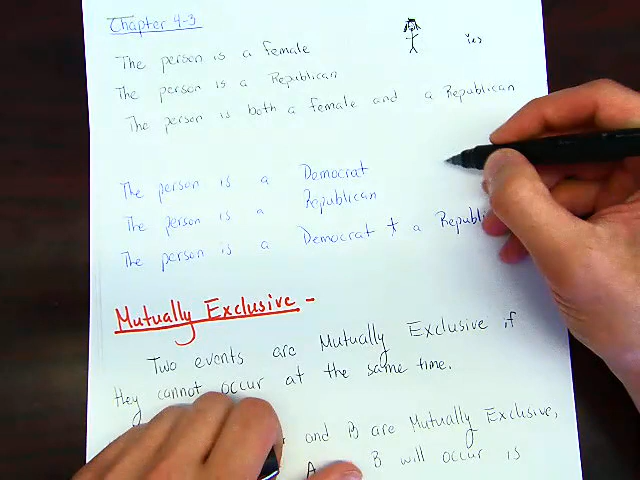 Chapter 4-3
The person is a female
yes
The person is a Republican
The person is both a female and a Republican
The person is a Democrat
The person is a Republican
The person is a Democrat + a
Mutually Exclusive -
Two events are Mutually Exclusive if
they cannot occur at the same time.
and B are Mutually Exclusive,
A B will occur is